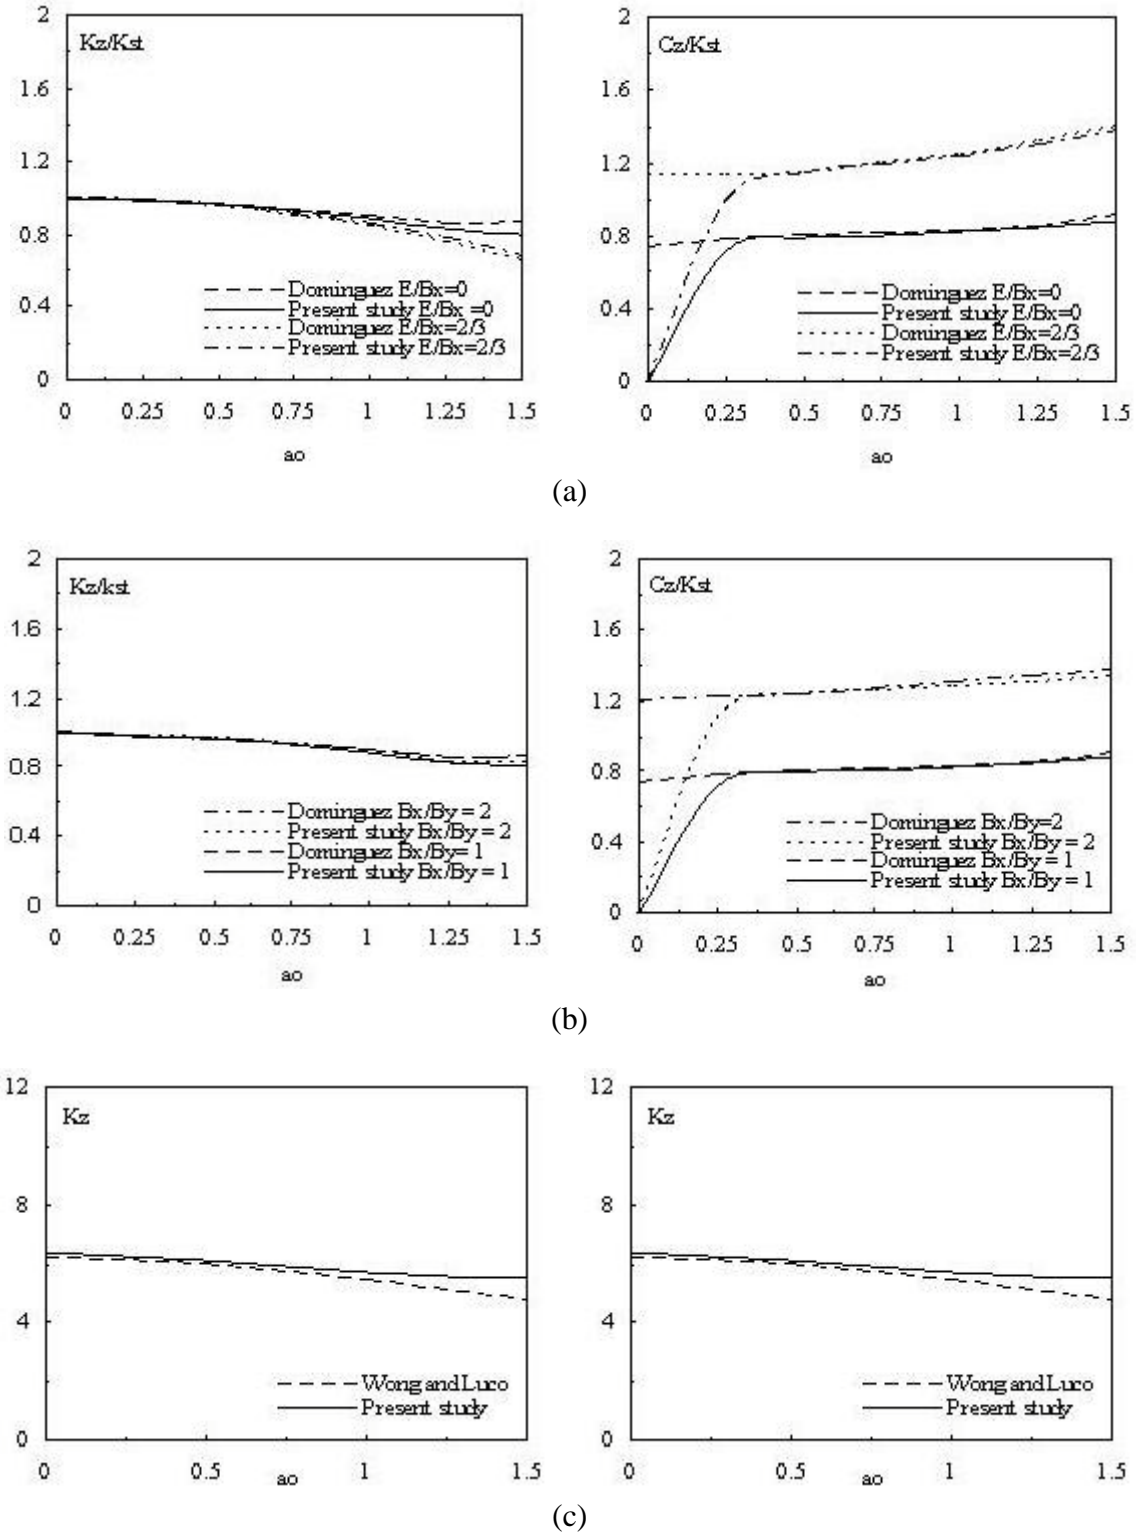 2
Kz/Kst
1.6
1.2
0.8
0.4
0
Dominguez E/Bx=0
Present study E/Bx =0
Dominguez E/Bx=2/3
Present study E/Bx=2/3
0 0.25 0.5 0.75 1 1.25 1.5
ao
2
Cz/Kst
1.6
1.2
0.8
0.4
0
Dominguez E/Bx=0
Present study E/Bx=0
Dominguez E/Bx=2/3
Present study E/Bx=2/3
0 0.25 0.5 0.75 1 1.25 1.5
ao
(a)
2
Kz/kst
1.6
1.2
0.8
0.4
0
Dominguez Bx/By = 2
Present study Bx/By = 2
Dominguez Bx/By= 1
Present study Bx/By = 1
0 0.25 0.5 0.75 1 1.25 1.5
ao
2
Cz/Kst
1.6
1.2
0.8
0.4
0
Dominguez Bx/By=2
Present study Bx/By = 2
Dominguez Bx/By = 1
Present study Bx/By = 1
0 0.25 0.5 0.75 1 1.25 1.5
ao
(b)
12
Kz
8
4
0
Wong and Luco
Present study
0 0.5 1 1.5
ao
12
Kz
8
4
0
Wong and Luco
Present study
0 0.5 1 1.5
ao
(c)